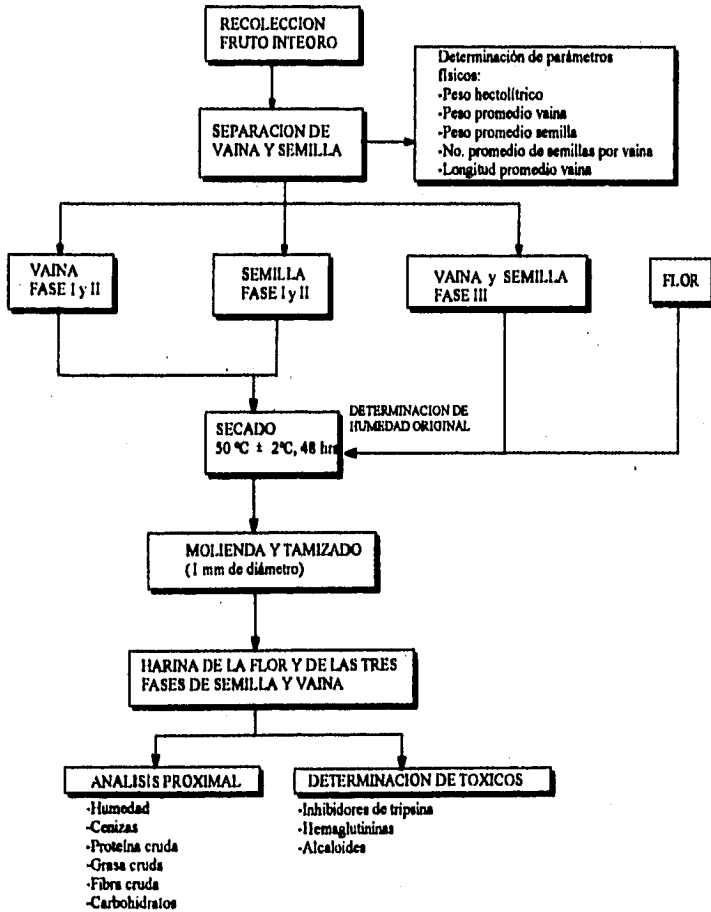 RECOLECCION
FRUTO INTEGRO
Determinación de parámetros
físicos:
-Peso hectolítrico
-Peso promedio vaina
-Peso promedio semilla
-No. promedio de semillas por vaina
-Longitud promedio vaina
SEPARACION DE
VAINA Y SEMILLA
VAINA
FASE I y II
SEMILLA
FASE I y II
VAINA y SEMILLA
FASE III
FLOR
DETERMINACION DE
HUMEDAD ORIGINAL
SECADO
50 ºC ± 2ºC, 48 hrs
MOLIENDA Y TAMIZADO
(1 mm de diámetro)
HARINA DE LA FLOR Y DE LAS TRES
FASES DE SEMILLA Y VAINA
ANALISIS PROXIMAL
-Humedad
-Cenizas
-Proteína cruda
-Grasa cruda
-Fibra cruda
-Carbohidratos
DETERMINACION DE TOXICOS
-Inhibidores de tripsina
-Hemaglutininas
-Alcaloides